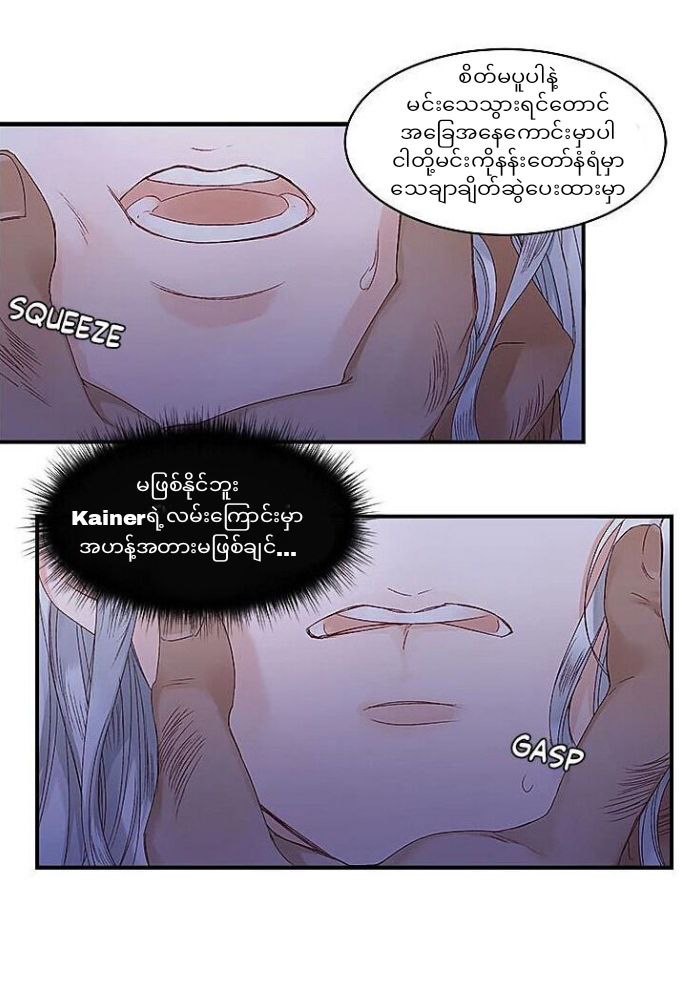 စိတ်မပူပါနဲ့
မင်းသေသွားရင်တောင်
အခြေအနေကောင်းမှာပါ
ငါတို့မင်းကိုနန်းတော်နံရံမှာ
သေချာချိတ်ဆွဲပေးထားမှာ
SQUEEZE
မဖြစ်နိုင်ဘူး
Kainerရဲ့လမ်းကြောင်းမှာ
အဟန့်အတားမဖြစ်ချင်...
GASP